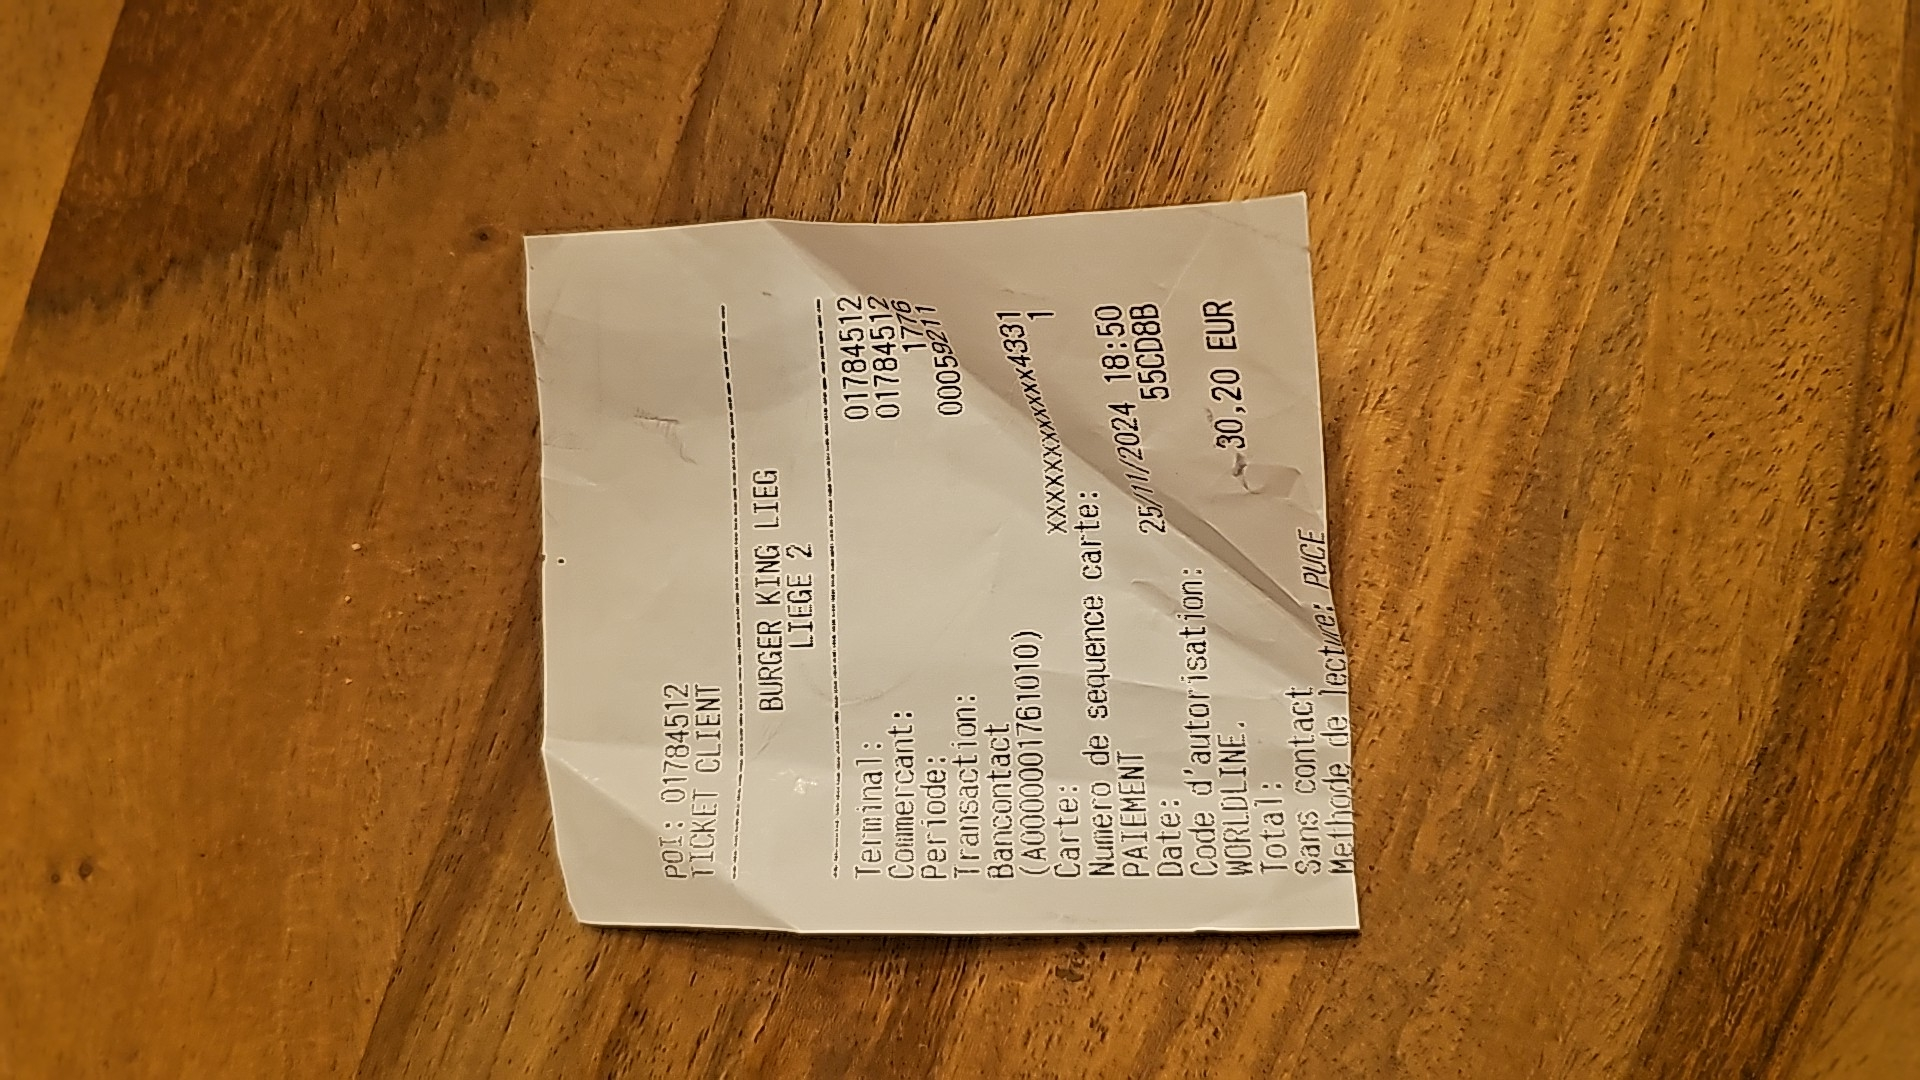 POI: 01784512
TICKET CLIENT
BURGER KING LIEG
LIEGE 2
Terminal: 01784512
Commercant: 01784512
Periode: 1776
Transaction: 00059211
Bancontact
(A0000001761010)
Carte: XXXXXXXXXXXXXXX4331
Numero de sequence carte: 1
PAIEMENT
Date: 25/11/2024 18:50
Code d'autorisation: 55CD8B
WORLDLINE.
Total: 30,20 EUR
Sans contact
Methode de lecture: PUCE